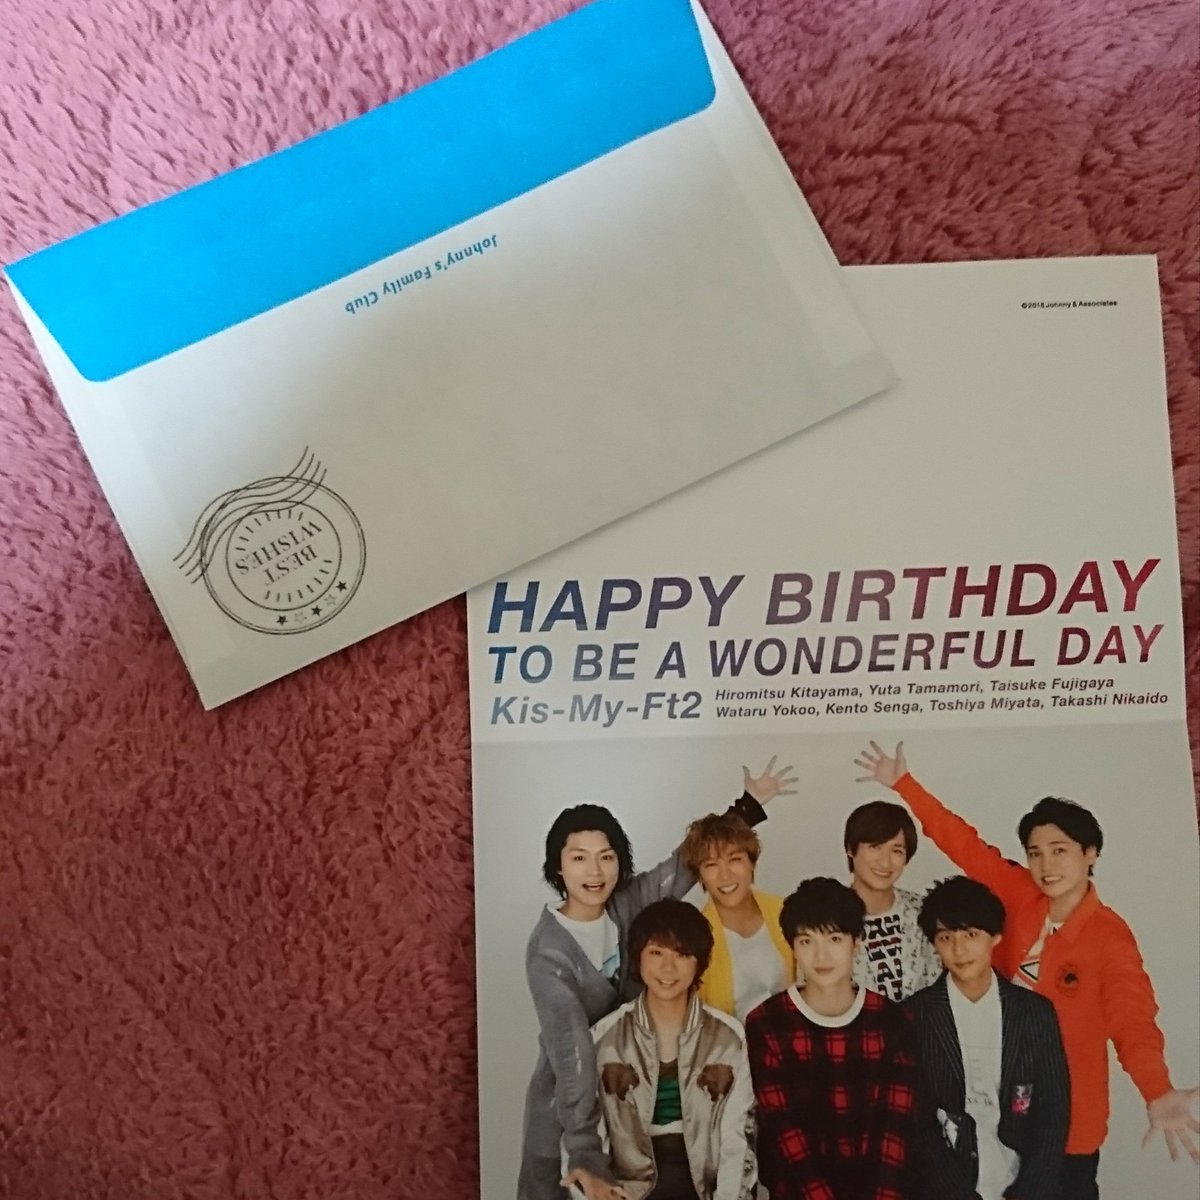 Johnny's Family Club
BEST
WISHES
©2018 Johnny & Associates
HAPPY BIRTHDAY
TO BE A WONDERFUL DAY
Kis-My-Ft2
Hiromitsu Kitayama, Yuta Tamamori, Taisuke Fujigaya
Wataru Yokoo, Kento Senga, Toshiya Miyata, Takashi Nikaido